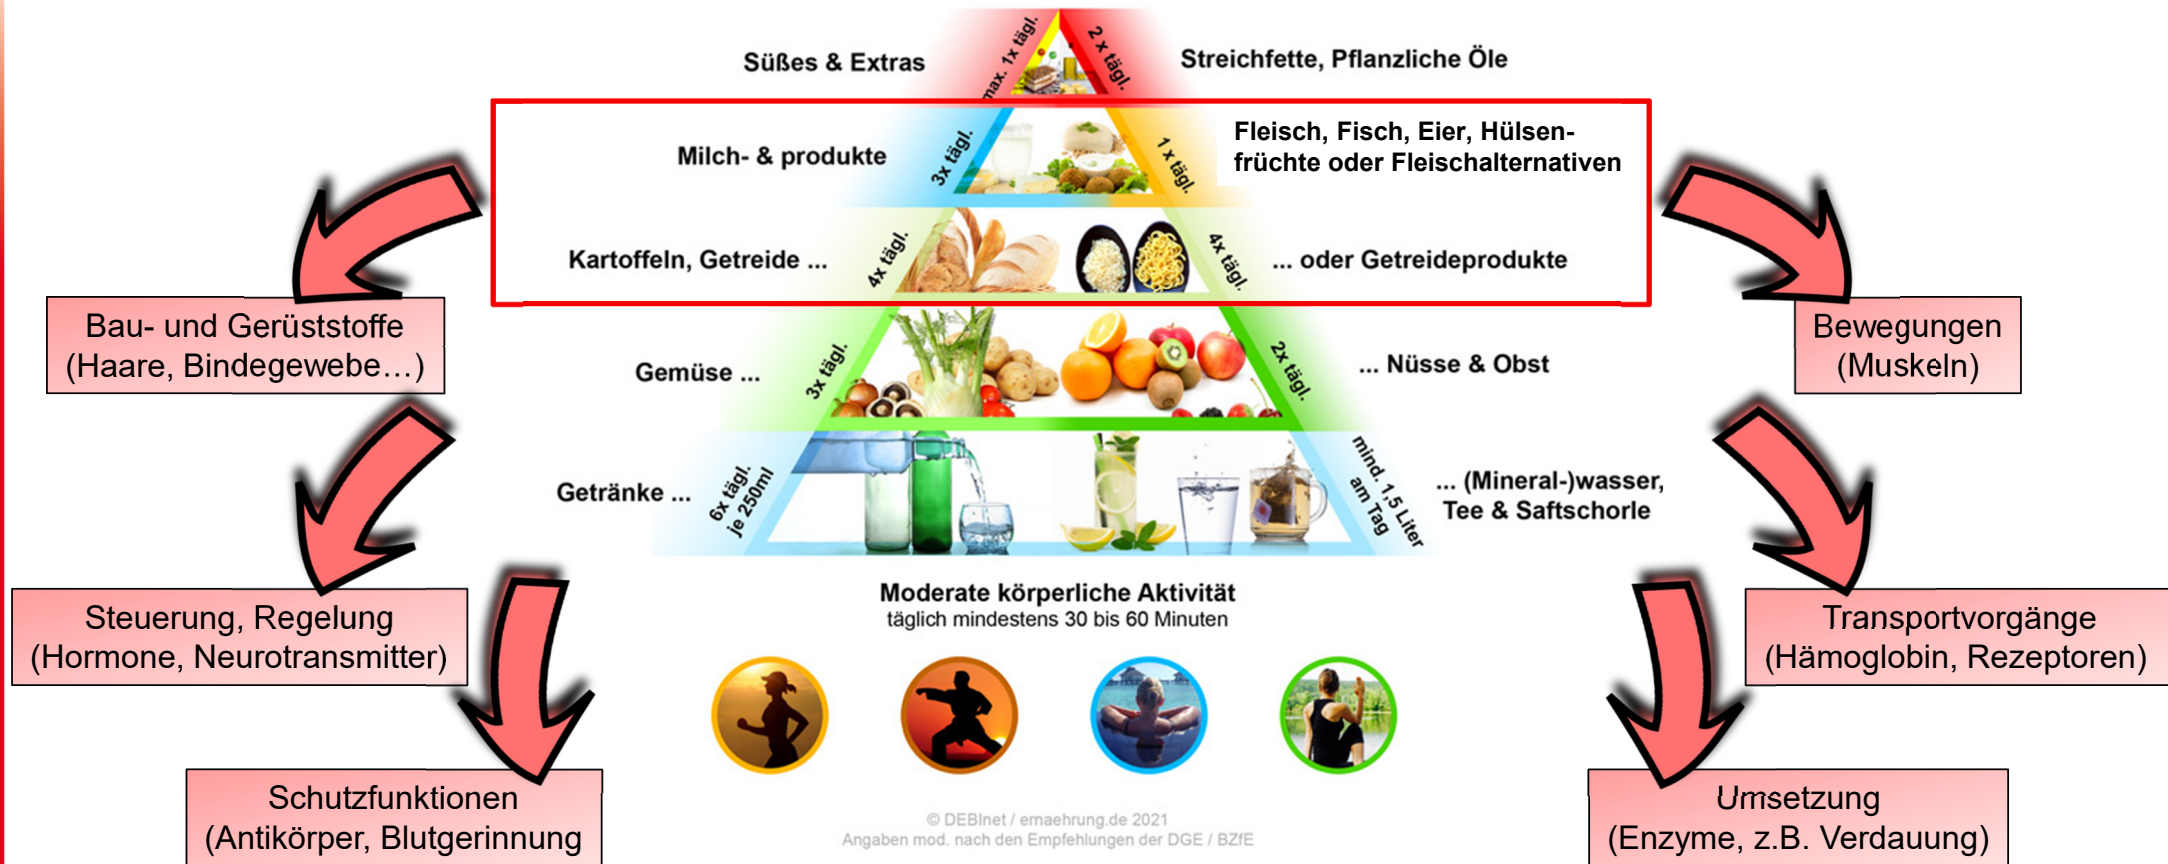 Süßes & Extras
max. 1x tägl.
2 x tägl.
Streichfette, Pflanzliche Öle
Milch- & produkte
3x tägl.
1 x tägl.
Fleisch, Fisch, Eier, Hülsen-
früchte oder Fleischalternativen
Kartoffeln, Getreide ...
4x tägl.
4x tägl.
... oder Getreideprodukte
Bau- und Gerüststoffe
(Haare, Bindegewebe…)
Bewegungen
(Muskeln)
Gemüse ...
3x tägl.
2x tägl.
... Nüsse & Obst
Getränke ...
6x tägl.
je 250ml
mind. 1,5 Liter
am Tag
... (Mineral-)wasser,
Tee & Saftschorle
Moderate körperliche Aktivität
täglich mindestens 30 bis 60 Minuten
Steuerung, Regelung
(Hormone, Neurotransmitter)
Transportvorgänge
(Hämoglobin, Rezeptoren)
Schutzfunktionen
(Antikörper, Blutgerinnung
Umsetzung
(Enzyme, z.B. Verdauung)
© DEBInet / ernaehrung.de 2021
Angaben mod. nach den Empfehlungen der DGE / BZfE